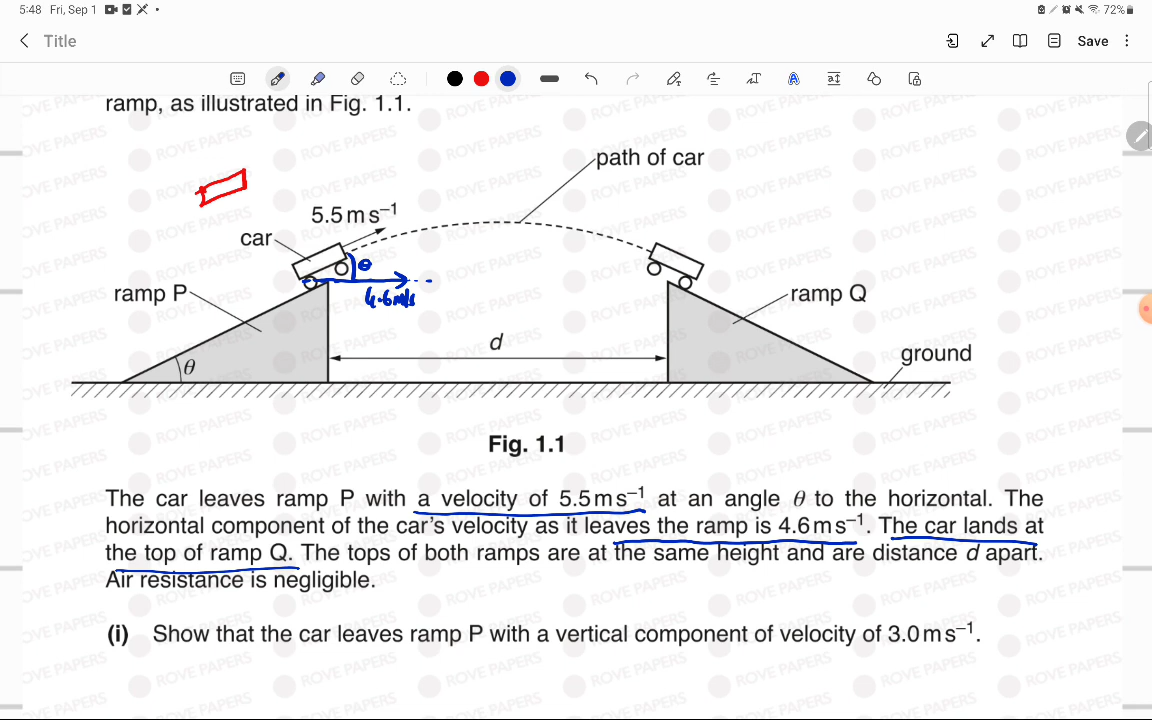 5:48 Fri, Sep 1 72%
Title
Save
ramp, as illustrated in Fig. 1.1.
path of car
5.5 m s⁻¹
car
θ
4.6m/s
ramp P
ramp Q
d
θ
ground
Fig. 1.1
The car leaves ramp P with a velocity of 5.5 m s⁻¹ at an angle θ to the horizontal. The
horizontal component of the car's velocity as it leaves the ramp is 4.6 m s⁻¹. The car lands at
the top of ramp Q. The tops of both ramps are at the same height and are distance d apart.
Air resistance is negligible.
(i) Show that the car leaves ramp P with a vertical component of velocity of 3.0 m s⁻¹.
ROVE PAPERS